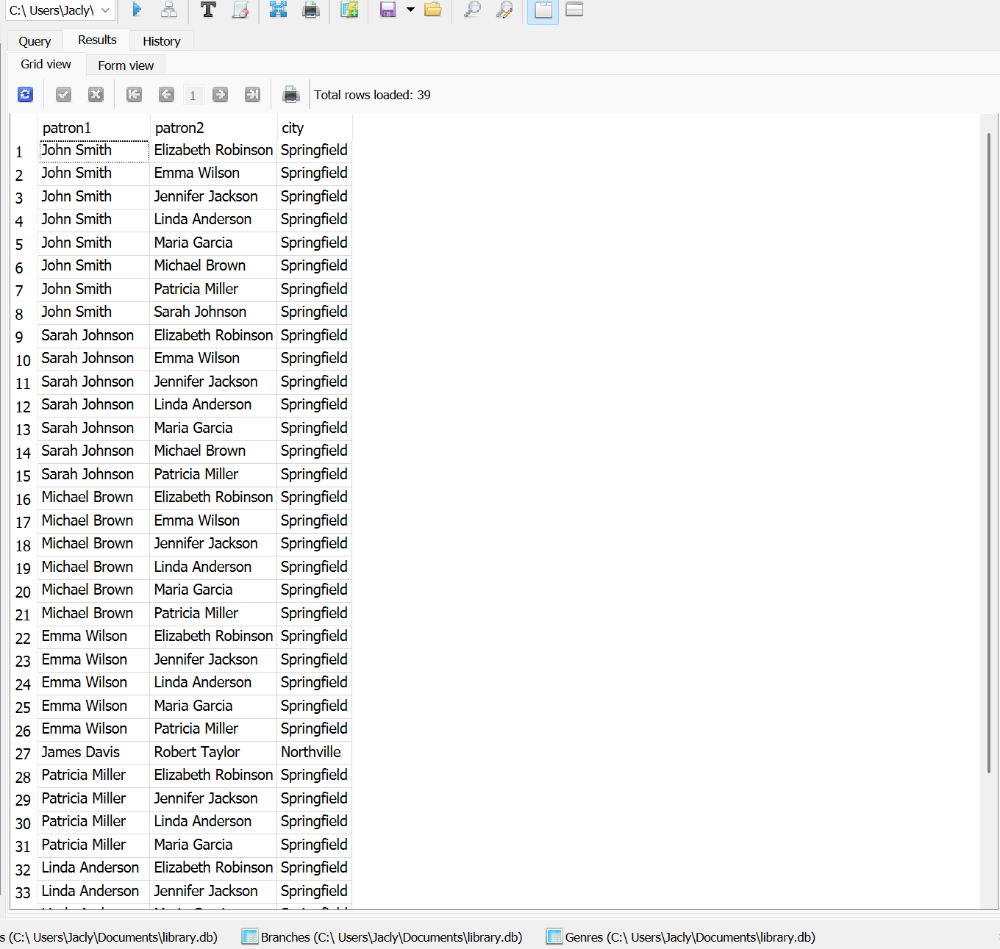 C:\ Users\Jacly\
Query Results History
Grid view Form view
1 Total rows loaded: 39
patron1 patron2 city
1 John Smith Elizabeth Robinson Springfield
2 John Smith Emma Wilson Springfield
3 John Smith Jennifer Jackson Springfield
4 John Smith Linda Anderson Springfield
5 John Smith Maria Garcia Springfield
6 John Smith Michael Brown Springfield
7 John Smith Patricia Miller Springfield
8 John Smith Sarah Johnson Springfield
9 Sarah Johnson Elizabeth Robinson Springfield
10 Sarah Johnson Emma Wilson Springfield
11 Sarah Johnson Jennifer Jackson Springfield
12 Sarah Johnson Linda Anderson Springfield
13 Sarah Johnson Maria Garcia Springfield
14 Sarah Johnson Michael Brown Springfield
15 Sarah Johnson Patricia Miller Springfield
16 Michael Brown Elizabeth Robinson Springfield
17 Michael Brown Emma Wilson Springfield
18 Michael Brown Jennifer Jackson Springfield
19 Michael Brown Linda Anderson Springfield
20 Michael Brown Maria Garcia Springfield
21 Michael Brown Patricia Miller Springfield
22 Emma Wilson Elizabeth Robinson Springfield
23 Emma Wilson Jennifer Jackson Springfield
24 Emma Wilson Linda Anderson Springfield
25 Emma Wilson Maria Garcia Springfield
26 Emma Wilson Patricia Miller Springfield
27 James Davis Robert Taylor Northville
28 Patricia Miller Elizabeth Robinson Springfield
29 Patricia Miller Jennifer Jackson Springfield
30 Patricia Miller Linda Anderson Springfield
31 Patricia Miller Maria Garcia Springfield
32 Linda Anderson Elizabeth Robinson Springfield
33 Linda Anderson Jennifer Jackson Springfield
s (C:\ Users\Jacly\Documents\library.db) Branches (C:\ Users\Jacly\Documents\library.db) Genres (C:\ Users\Jacly\Documents\library.db)